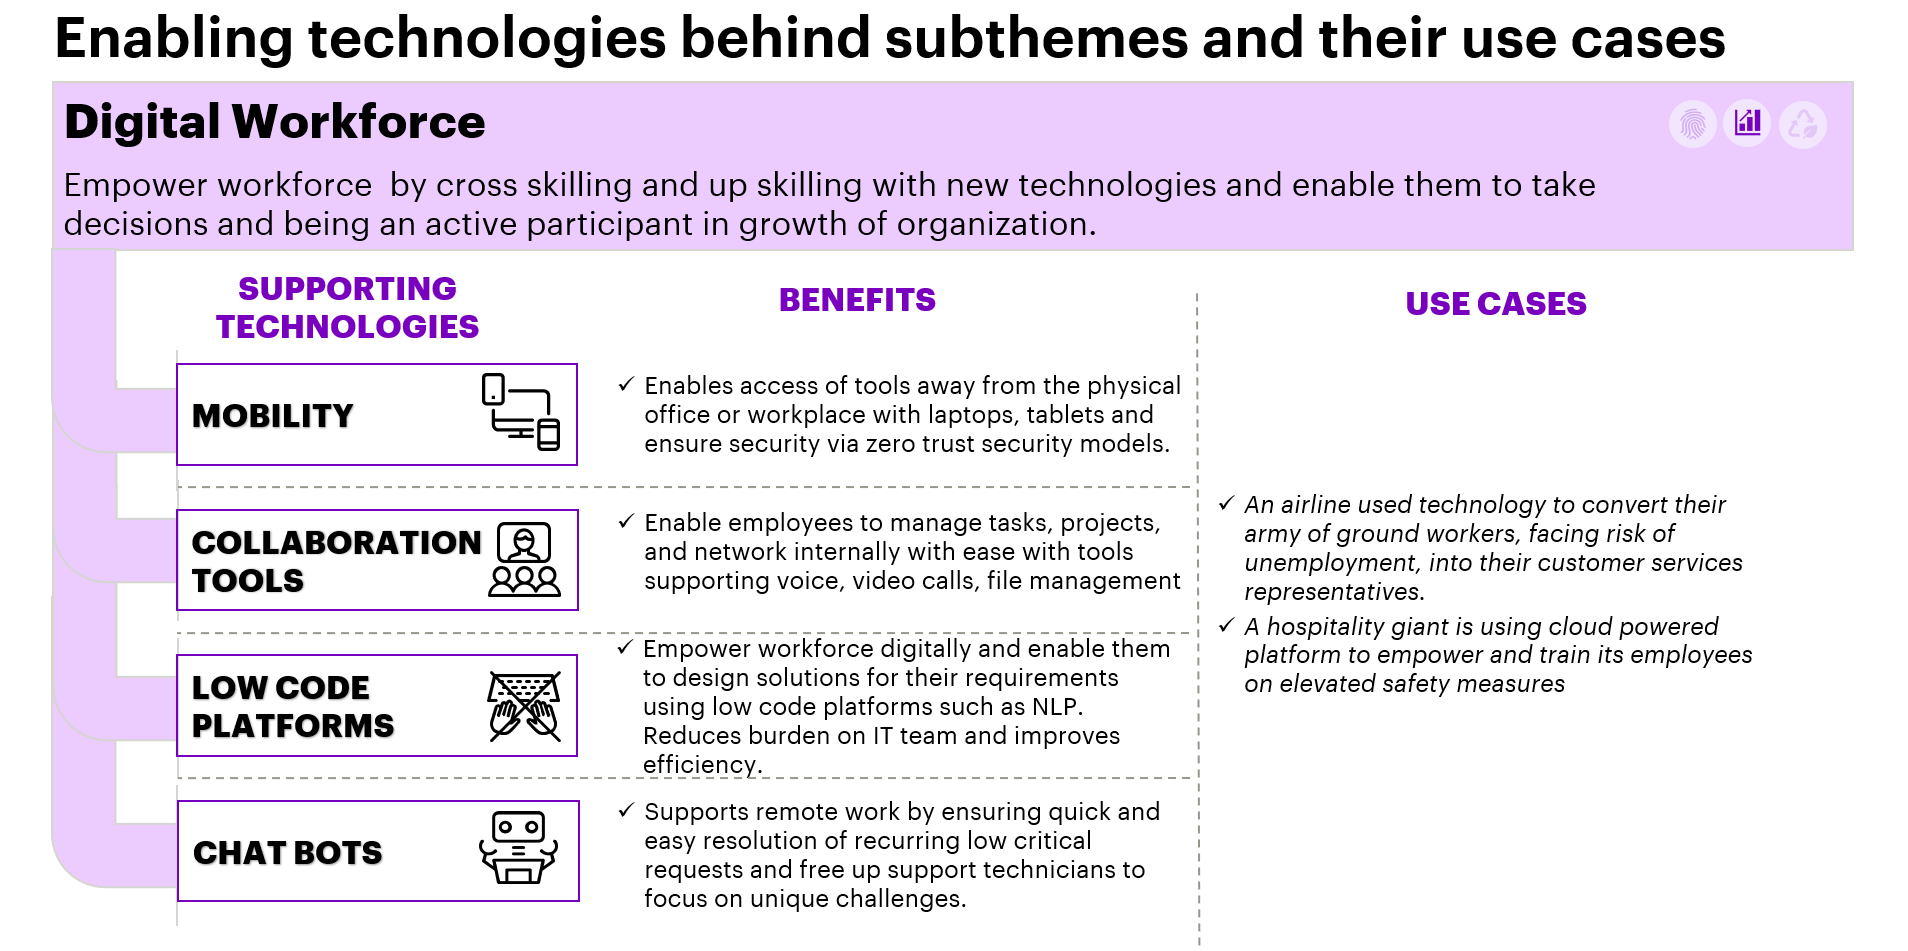 Enabling technologies behind subthemes and their use cases
Digital Workforce
Empower workforce  by cross skilling and up skilling with new technologies and enable them to take
decisions and being an active participant in growth of organization.
SUPPORTING
TECHNOLOGIES
BENEFITS
USE CASES
MOBILITY
✓ Enables access of tools away from the physical
office or workplace with laptops, tablets and
ensure security via zero trust security models.
COLLABORATION
TOOLS
✓ Enable employees to manage tasks, projects,
and network internally with ease with tools
supporting voice, video calls, file management
LOW CODE
PLATFORMS
✓ Empower workforce digitally and enable them
to design solutions for their requirements
using low code platforms such as NLP.
Reduces burden on IT team and improves
efficiency.
CHAT BOTS
✓ Supports remote work by ensuring quick and
easy resolution of recurring low critical
requests and free up support technicians to
focus on unique challenges.
✓ An airline used technology to convert their
army of ground workers, facing risk of
unemployment, into their customer services
representatives.
✓ A hospitality giant is using cloud powered
platform to empower and train its employees
on elevated safety measures